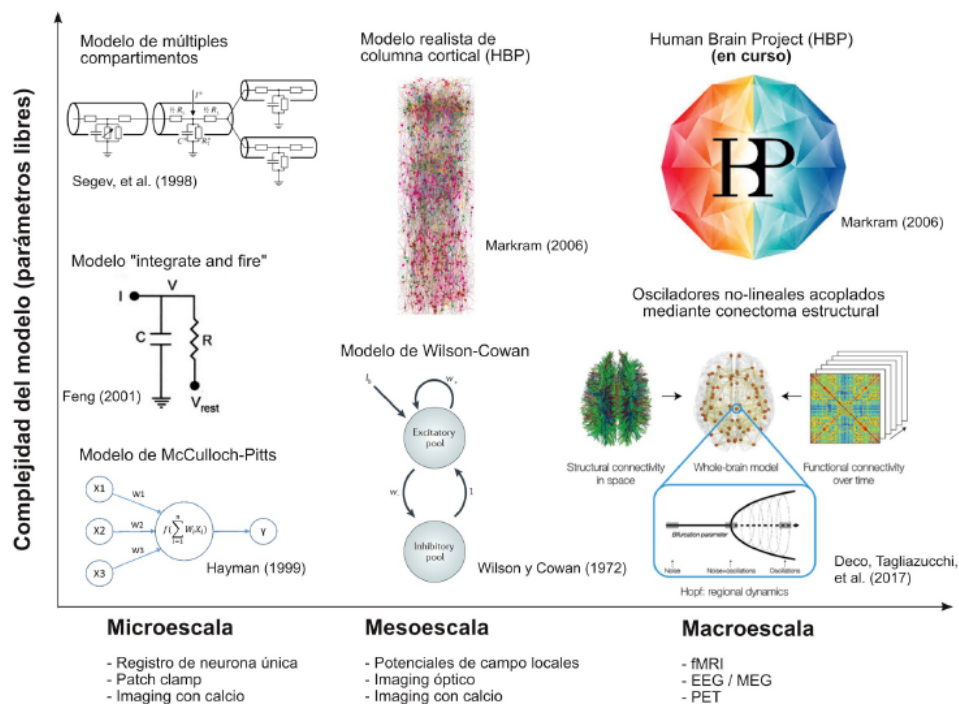 Complejidad del modelo (parámetros libres)
Modelo de múltiples
compartimentos
Segev, et al. (1998)
Modelo "integrate and fire"
I
V
C
R
Vrest
Feng (2001)
Modelo de McCulloch-Pitts
X1
W1
X2
W2
X3
W3
Y
Hayman (1999)
Modelo realista de
columna cortical (HBP)
Markram (2006)
Modelo de Wilson-Cowan
Excitatory
pool
Inhibitory
pool
Wilson y Cowan (1972)
Human Brain Project (HBP)
(en curso)
HBP
Markram (2006)
Osciladores no-lineales acoplados
mediante conectoma estructural
Structural connectivity
in space
Whole-brain model
Functional connectivity
over time
Bifurcation parameter
Noise
Noise+oscillations
Oscillations
Hopf: regional dynamics
Deco, Tagliazucchi,
et al. (2017)
Microescala
- Registro de neurona única
- Patch clamp
- Imaging con calcio
Mesoescala
- Potenciales de campo locales
- Imaging óptico
- Imaging con calcio
Macroescala
- fMRI
- EEG / MEG
- PET